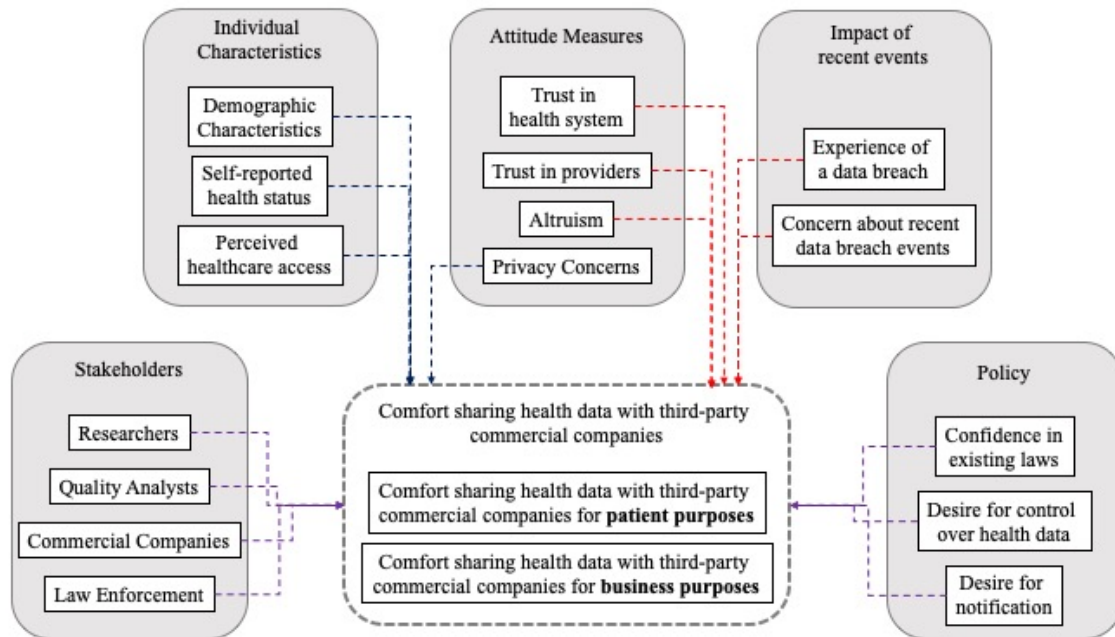 Individual
Characteristics
Demographic
Characteristics
Self-reported
health status
Perceived
healthcare access
Attitude Measures
Trust in
health system
Trust in providers
Altruism
Privacy Concerns
Impact of
recent events
Experience of
a data breach
Concern about recent
data breach events
Stakeholders
Researchers
Quality Analysts
Commercial Companies
Law Enforcement
Comfort sharing health data with third-party
commercial companies
Comfort sharing health data with third-party
commercial companies for patient purposes
Comfort sharing health data with third-party
commercial companies for business purposes
Policy
Confidence in
existing laws
Desire for control
over health data
Desire for
notification